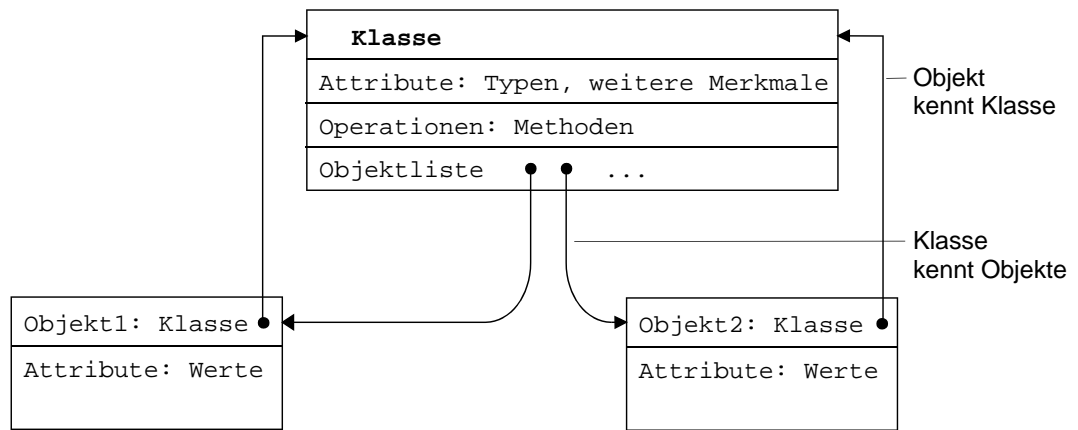 Klasse
Attribute: Typen, weitere Merkmale
Operationen: Methoden
Objektliste ...
Objekt
kennt Klasse
Klasse
kennt Objekte
Objekt1: Klasse
Attribute: Werte
Objekt2: Klasse
Attribute: Werte